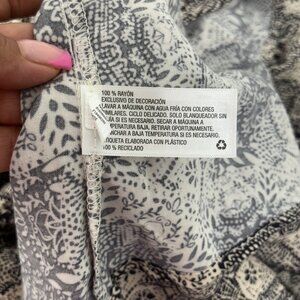 100 % RAYÓN
EXCLUSIVO DE DECORACIÓN
LAVAR A MÁQUINA CON AGUA FRÍA CON COLORES
SIMILARES. CICLO DELICADO. SOLO BLANQUEADOR SIN
SI ES NECESARIO. SECAR A MÁQUINA A
TEMPERATURA BAJA. RETIRAR OPORTUNAMENTE.
PLANCHAR A BAJA TEMPERATURA SI ES NECESARIO.
ETIQUETA ELABORADA CON PLÁSTICO
100 % RECICLADO